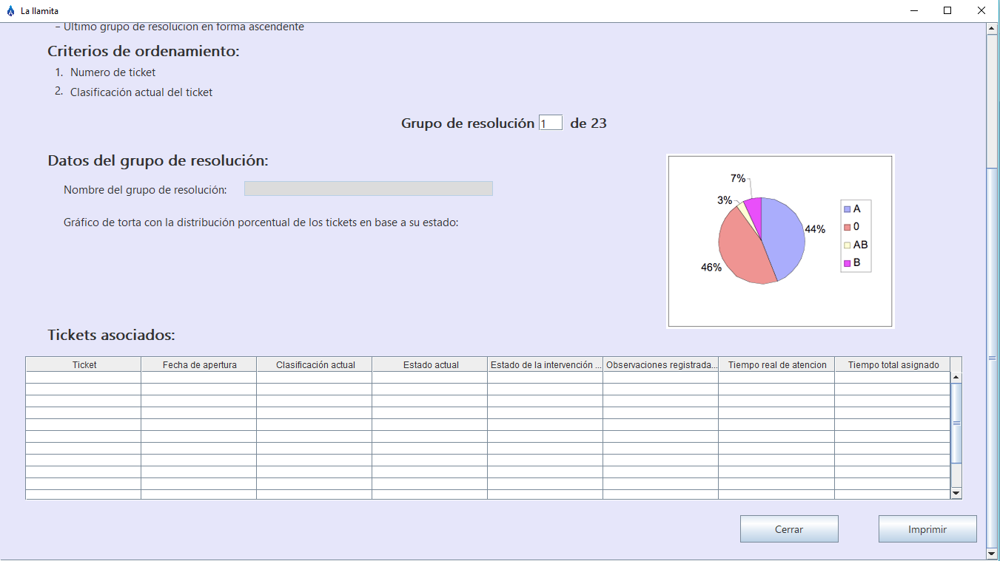 La llamita
– Ultimo grupo de resolucion en forma ascendente
Criterios de ordenamiento:
1. Numero de ticket
2. Clasificación actual del ticket
Grupo de resolución 1 de 23
Datos del grupo de resolución:
Nombre del grupo de resolución:
Gráfico de torta con la distribución porcentual de los tickets en base a su estado:
7%
3%
44%
46%
A
0
AB
B
Tickets asociados:
Ticket Fecha de apertura Clasificación actual Estado actual Estado de la intervención ... Observaciones registrada... Tiempo real de atencion Tiempo total asignado
Cerrar Imprimir